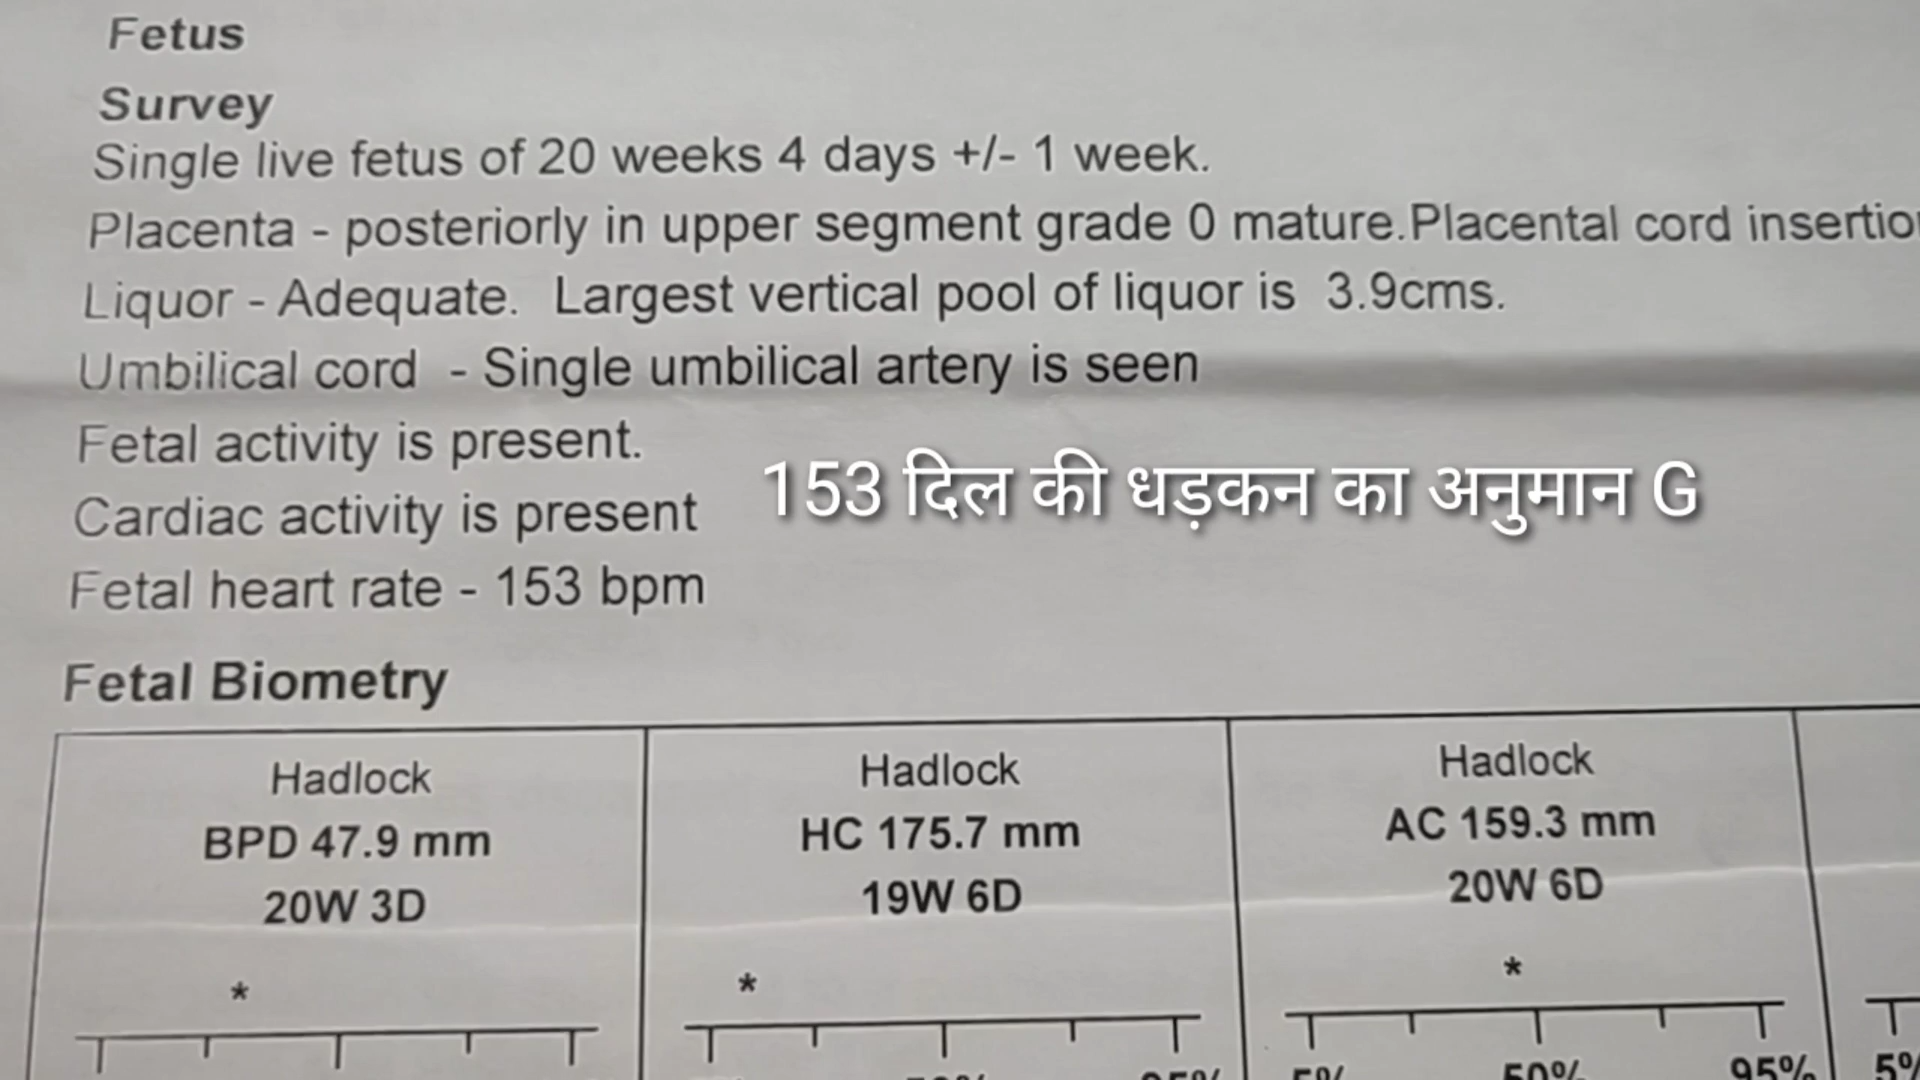 Fetus
Survey
Single live fetus of 20 weeks 4 days +/- 1 week.
Placenta - posteriorly in upper segment grade 0 mature.Placental cord
Liquor - Adequate. Largest vertical pool of liquor is 3.9cms.
Umbilical cord - Single umbilical artery is seen
Fetal activity is present.
153 दिल की धड़कन का अनुमान G
Cardiac activity is present
Fetal heart rate - 153 bpm
Fetal Biometry
Hadlock Hadlock Hadlock
BPD 47.9 mm HC 175.7 mm AC 159.3 mm
20W 3D 19W 6D 20W 6D
* * *
95% 5% 50% 95% 5%